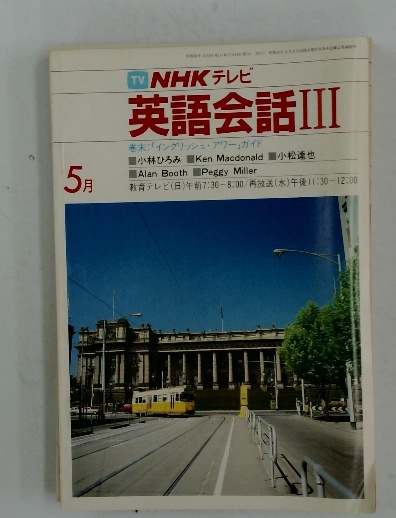 TV NHKテレビ
英語会話III
巻末:「イングリッシュ・アワー」ガイド
■小林ひろみ ■Ken Macdonald ■小松達也
■Alan Booth ■Peggy Miller
5月
教育テレビ(日)午前7:30-8:00/再放送(水)午後11:30-12:00